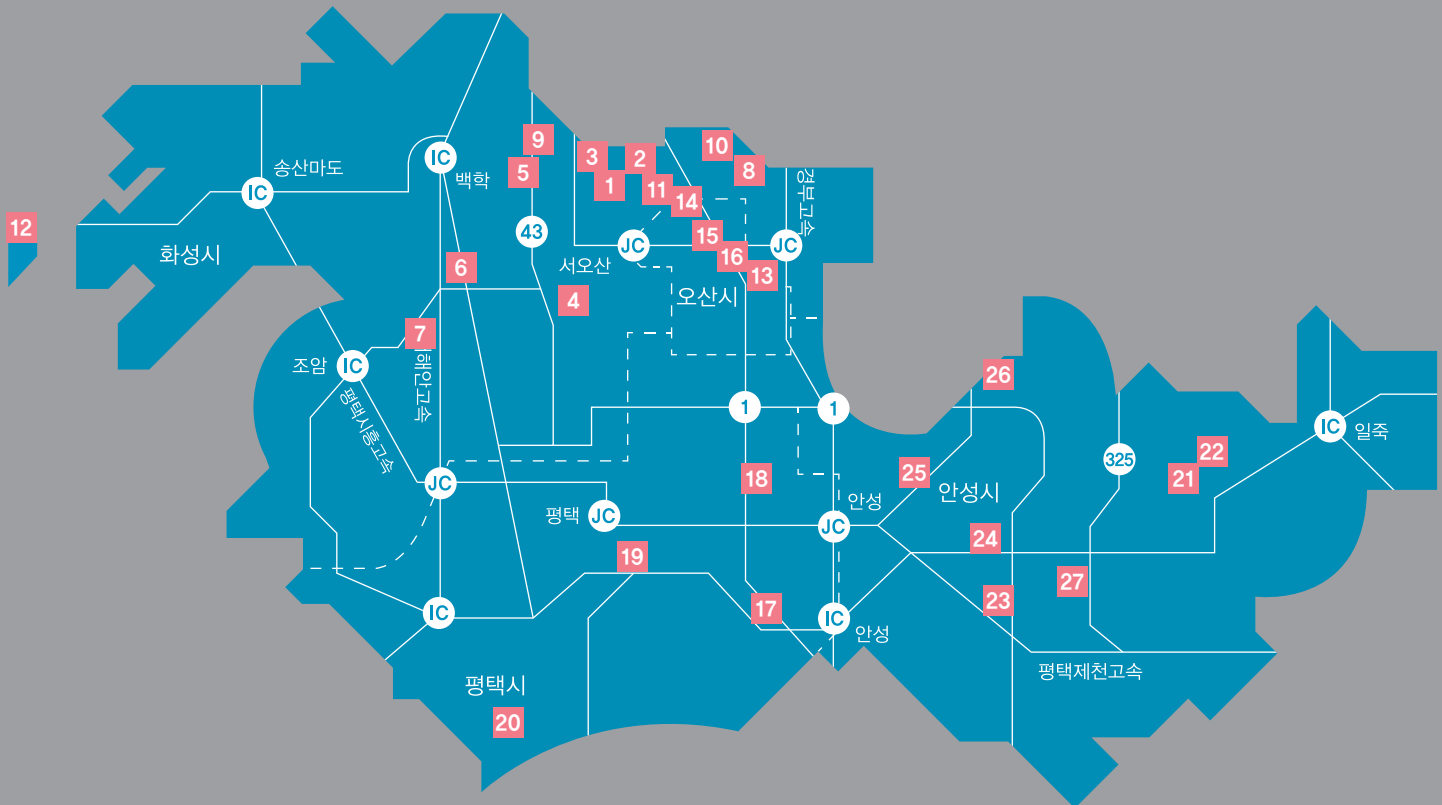 10
9
3
2
8
5
1
11
14
IC
백학
송산마도
IC
경부고속
12
화성시
43
15
JC
JC
16
서오산
6
13
4
오산시
7
조암
IC
해안고속
평택시흥고속
26
1
1
IC
일죽
325
22
21
18
25
안성시
JC
안성
평택
JC
JC
24
19
27
23
17
IC
IC
안성
평택제천고속
평택시
20